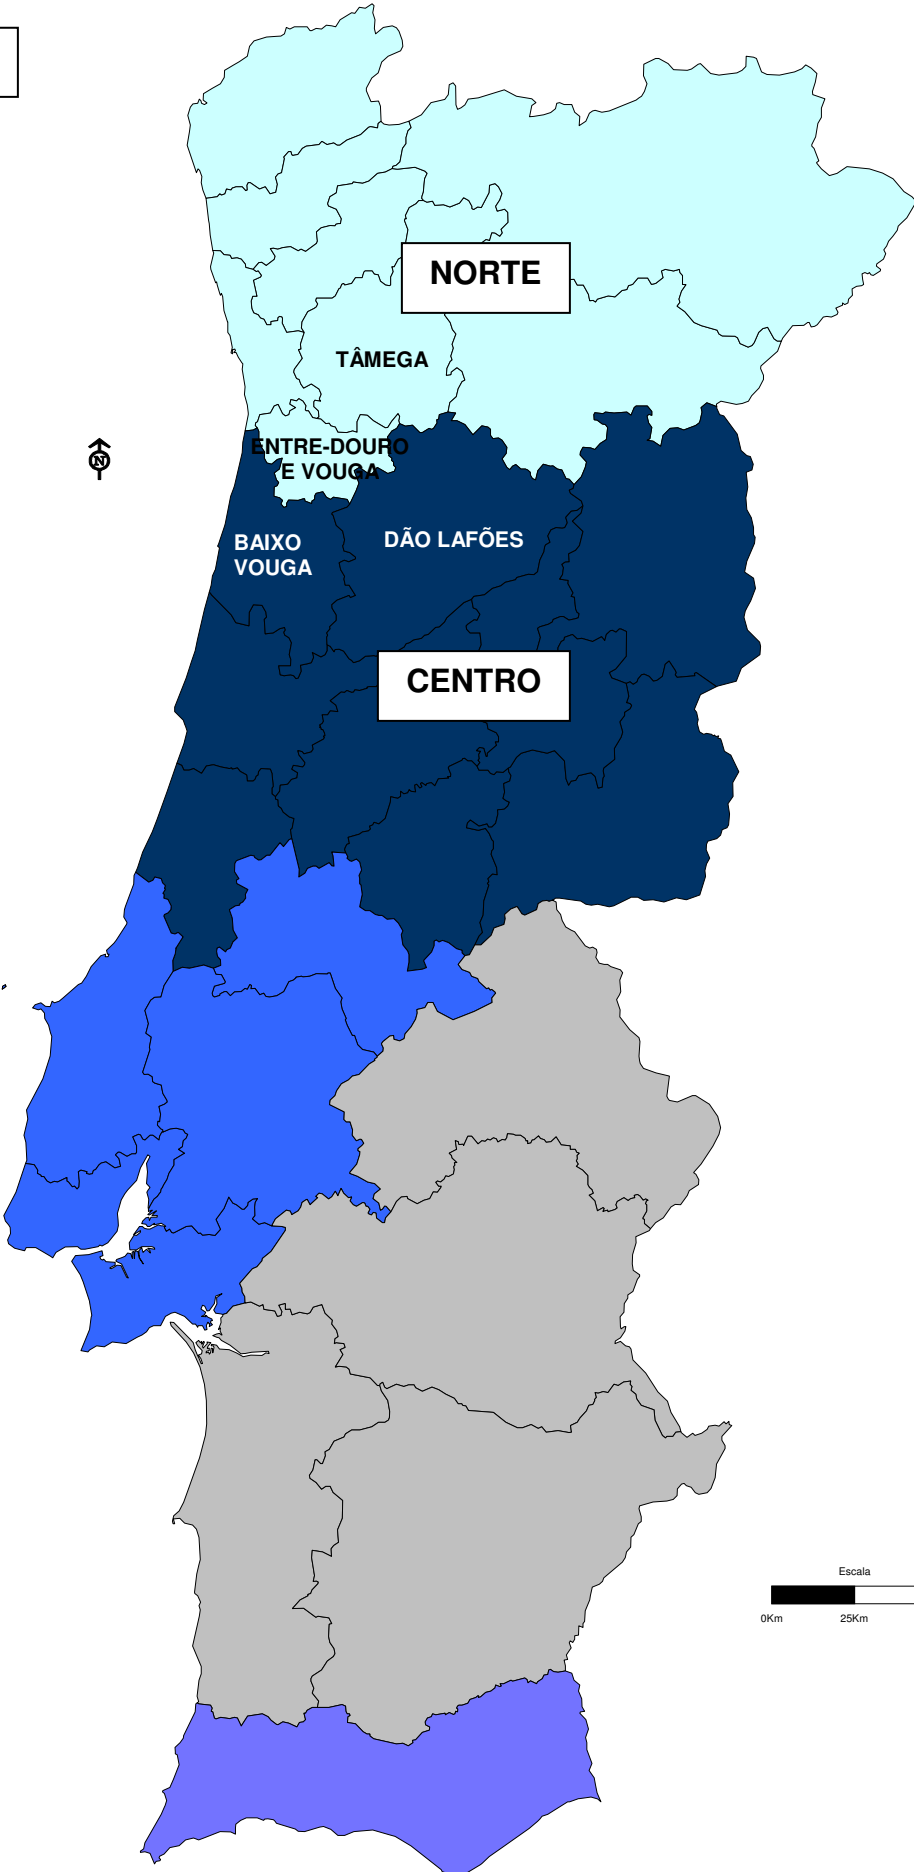 NORTE
TÂMEGA
ENTRE-DOURO
E VOUGA
N
BAIXO
VOUGA
DÃO LAFÕES
CENTRO
Escala
0Km 25Km